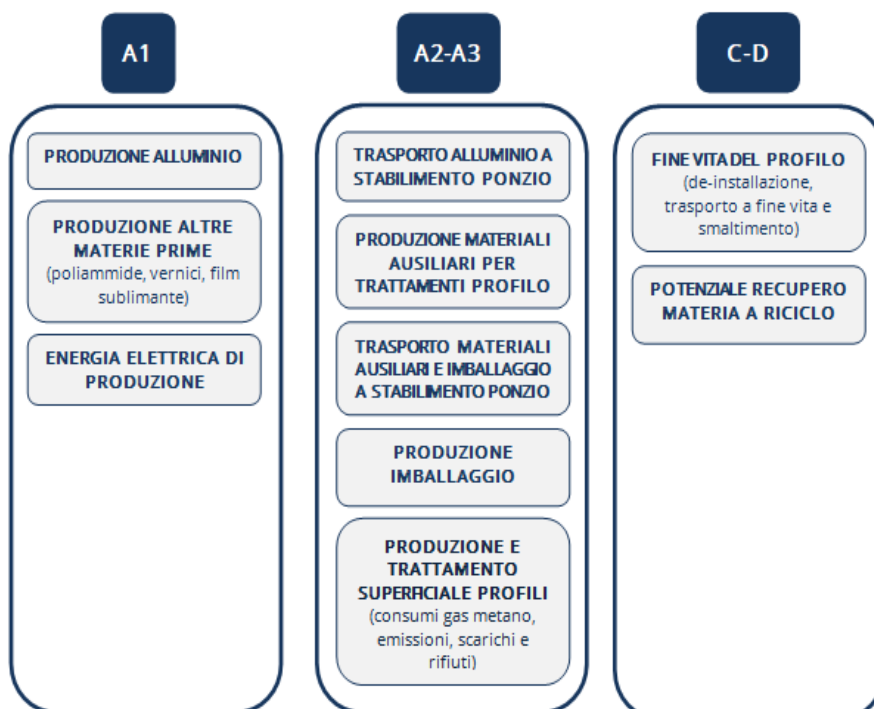 A1
PRODUZIONE ALLUMINIO
PRODUZIONE ALTRE
MATERIE PRIME
(poliammide, vernici, film
sublimante)
ENERGIA ELETTRICA DI
PRODUZIONE
A2-A3
TRASPORTO ALLUMINIO A
STABILIMENTO PONZIO
PRODUZIONE MATERIALI
AUSILIARI PER
TRATTAMENTI PROFILO
TRASPORTO MATERIALI
AUSILIARI E IMBALLAGGIO
A STABILIMENTO PONZIO
PRODUZIONE
IMBALLAGGIO
PRODUZIONE E
TRATTAMENTO
SUPERFICIALE PROFILI
(consumi gas metano,
emissioni, scarichi e
rifiuti)
C-D
FINE VITA DEL PROFILO
(de-installazione,
trasporto a fine vita e
smaltimento)
POTENZIALE RECUPERO
MATERIA A RICICLO